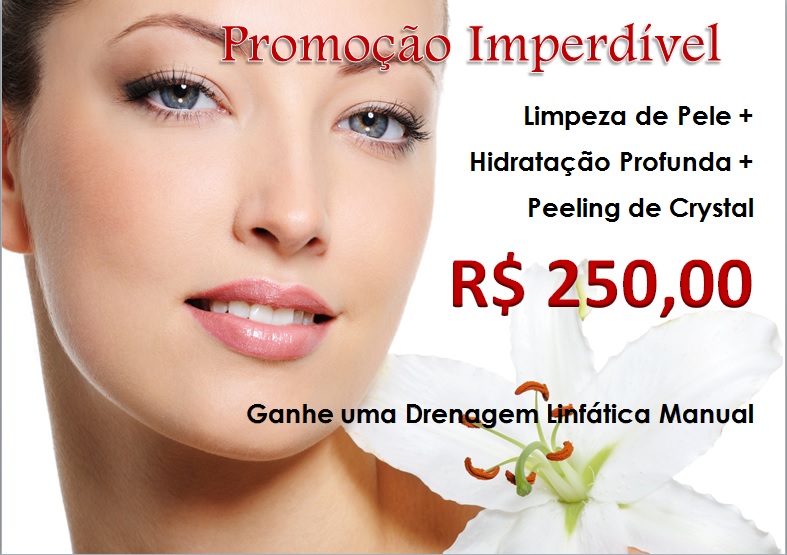 Promoção Imperdível
Limpeza de Pele +
Hidratação Profunda +
Peeling de Crystal
R$ 250,00
Ganhe uma Drenagem Linfática Manual